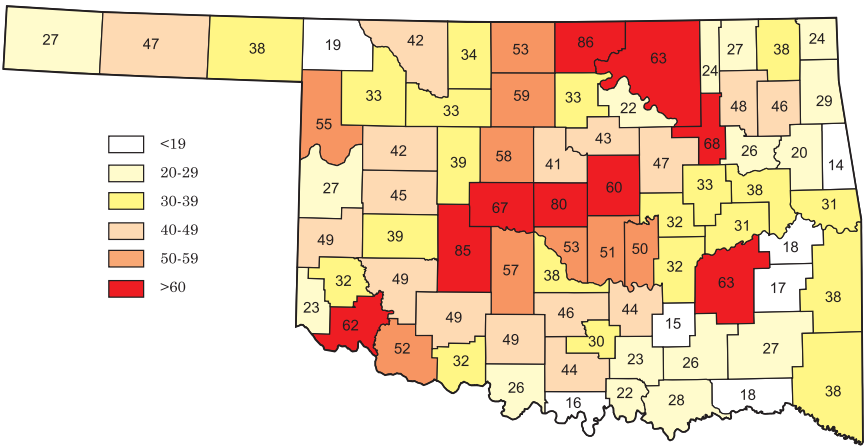 27 47 38 19 42 34 53 86 63 24 27 38 24
55 33 33 59 33 22 48 46 29
42 39 58 41 43 47 68 26 20 14
27 45 67 80 60 33 38 31
49 39 85 57 53 51 50 32 31 18
23 32 49 38 32 63 17 38
62 49 46 44 15
52 32 49 30 23 26 27
26 44 16 22 28 18 38
<19
20-29
30-39
40-49
50-59
>60